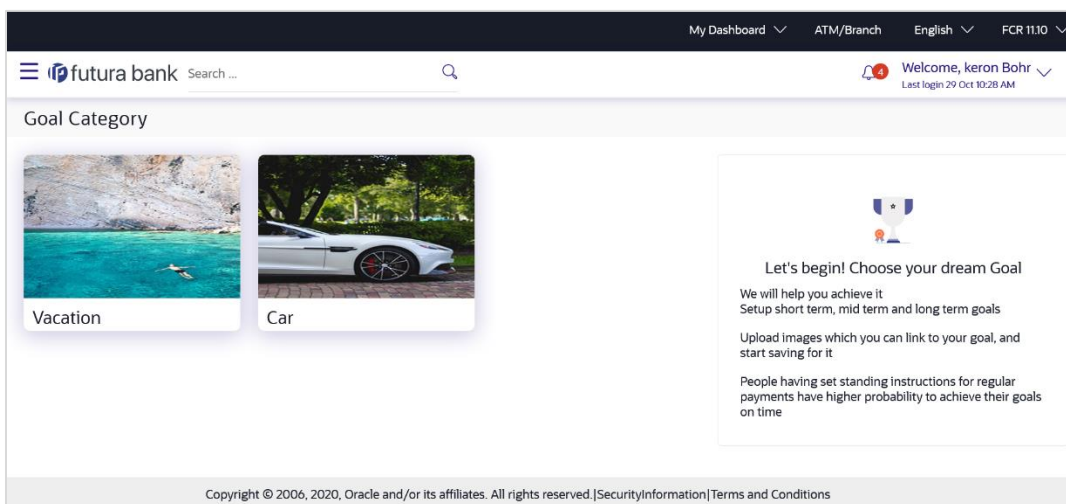 My Dashboard ATM/Branch English FCR 11.10
futura bank Search ... 4 Welcome, keron Bohr
Last login 29 Oct 10:28 AM
Goal Category
Vacation
Car
Let's begin! Choose your dream Goal
We will help you achieve it
Setup short term, mid term and long term goals
Upload images which you can link to your goal, and
start saving for it
People having set standing instructions for regular
payments have higher probability to achieve their goals
on time
Copyright © 2006, 2020, Oracle and/or its affiliates. All rights reserved.|SecurityInformation|Terms and Conditions